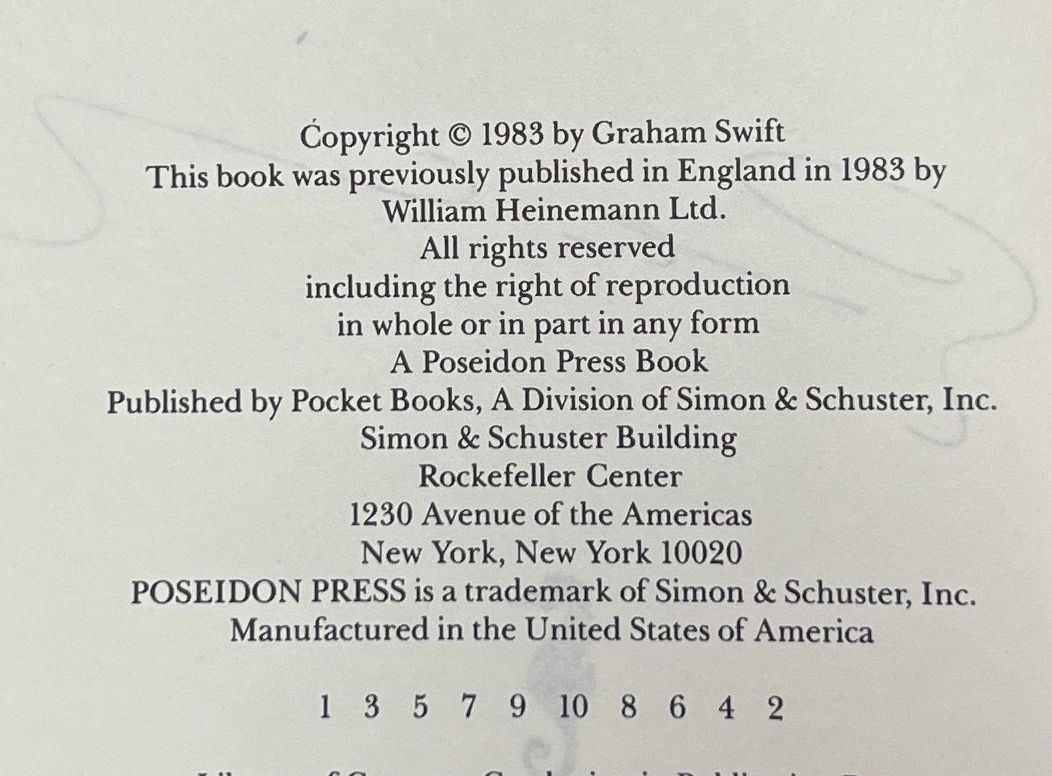 Copyright © 1983 by Graham Swift
This book was previously published in England in 1983 by
William Heinemann Ltd.
All rights reserved
including the right of reproduction
in whole or in part in any form
A Poseidon Press Book
Published by Pocket Books, A Division of Simon & Schuster, Inc.
Simon & Schuster Building
Rockefeller Center
1230 Avenue of the Americas
New York, New York 10020
POSEIDON PRESS is a trademark of Simon & Schuster, Inc.
Manufactured in the United States of America
1 3 5 7 9 10 8 6 4 2